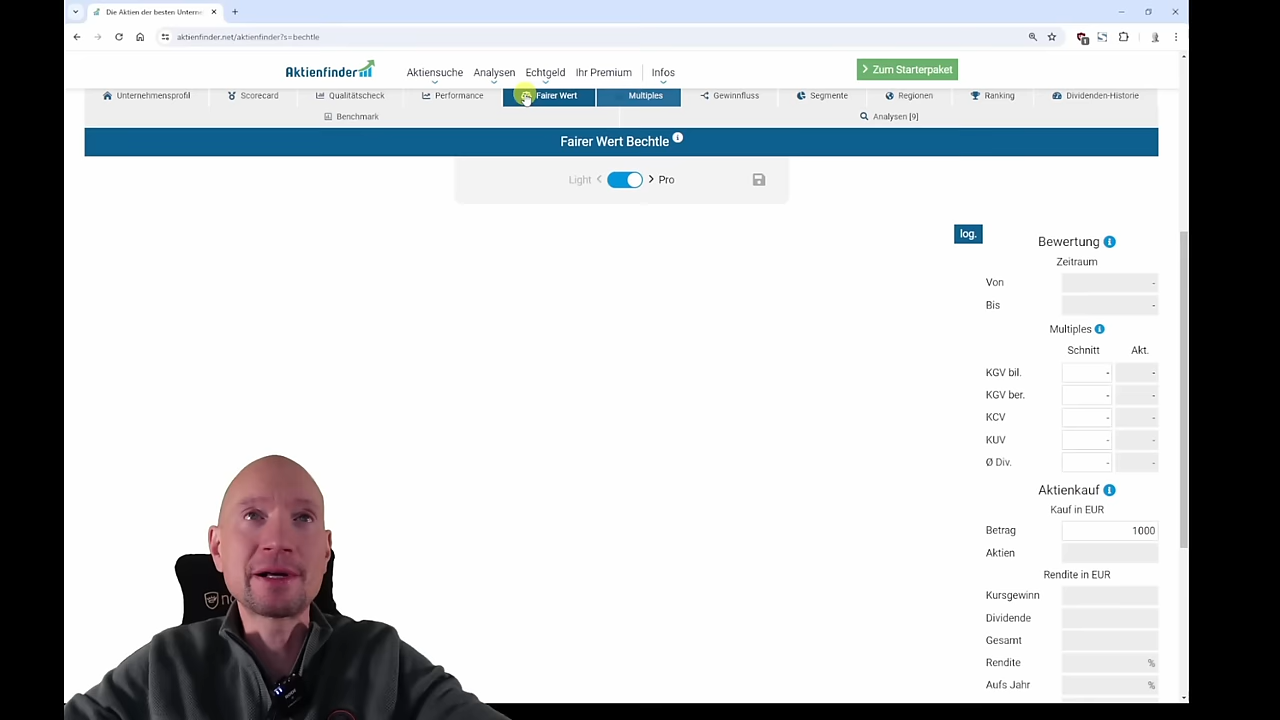 Die Aktien der besten Unterne
aktienfinder.net/aktienfinder?s=bechtle
Aktienfinder
Aktiensuche
Analysen
Echtgeld
Ihr Premium
Infos
Zum Starterpaket
Unternehmensprofil
Scorecard
Qualitätscheck
Performance
Fairer Wert
Multiples
Gewinnfluss
Segmente
Regionen
Ranking
Dividenden-Historie
Benchmark
Analysen [9]
Fairer Wert Bechtle
Light < > Pro
log.
Bewertung
Zeitraum
Von -
Bis -
Multiples
Schnitt Akt.
KGV bil. - -
KGV ber. - -
KCV - -
KUV - -
Ø Div. - -
Aktienkauf
Kauf in EUR
Betrag 1000
Aktien
Rendite in EUR
Kursgewinn
Dividende
Gesamt
Rendite %
Aufs Jahr %